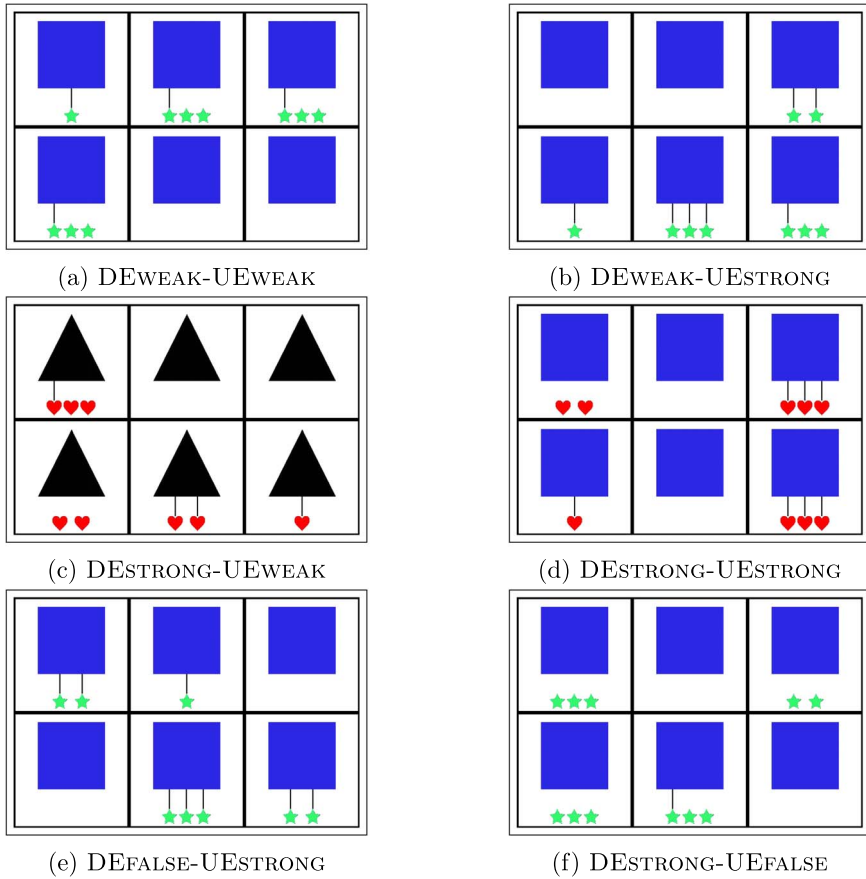 (a) DEWEAK-UEWEAK
(b) DEWEAK-UESTRONG
(c) DESTRONG-UEWEAK
(d) DESTRONG-UESTRONG
(e) DEFALSE-UESTRONG
(f) DESTRONG-UEFALSE